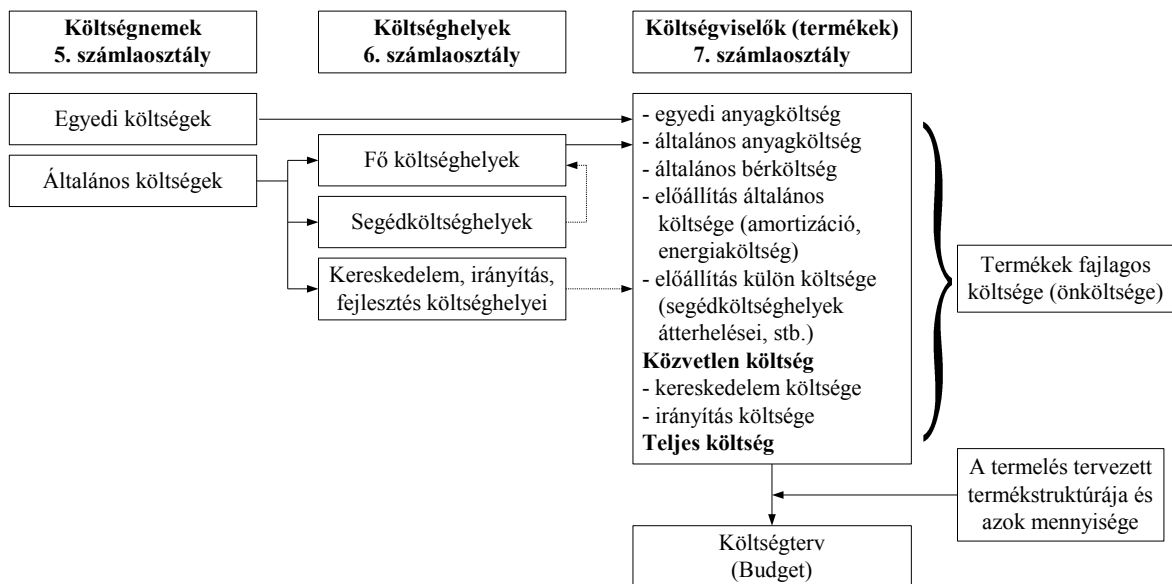 Költségnemek
5. számlaosztály
Költséghelyek
6. számlaosztály
Költségviselők (termékek)
7. számlaosztály
Egyedi költségek
Általános költségek
Fő költséghelyek
Segédköltséghelyek
Kereskedelem, irányítás,
fejlesztés költséghelyei
- egyedi anyagköltség
- általános anyagköltség
- általános bérköltség
- előállítás általános
költsége (amortizáció,
energiaköltség)
- előállítás külön költsége
(segédköltséghelyek
átterhelései, stb.)
Közvetlen költség
- kereskedelem költsége
- irányítás költsége
Teljes költség
Termékek fajlagos
költsége (önköltsége)
A termelés tervezett
termékstruktúrája és
azok mennyisége
Költségterv
(Budget)